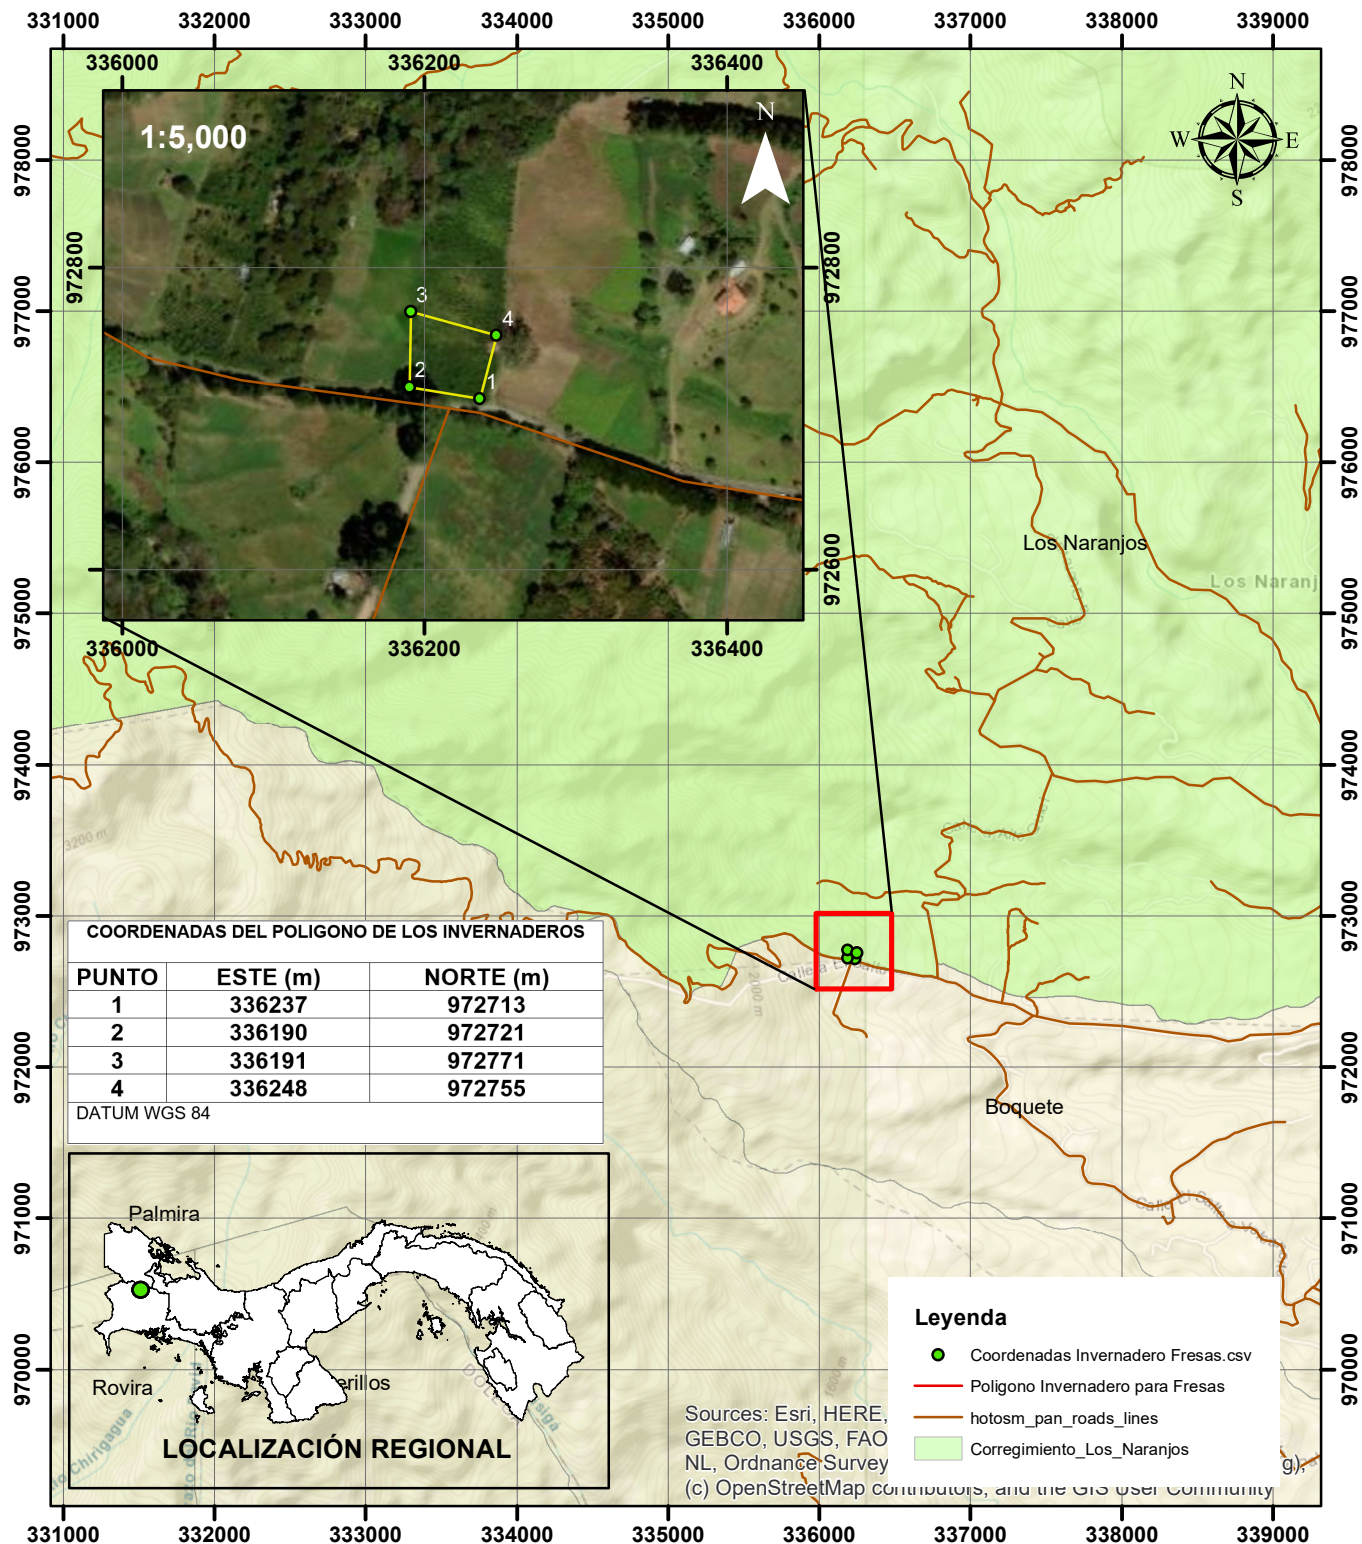 331000 332000 333000 334000 335000 336000 337000 338000 339000
336000 336200 336400
1:5,000
N
N
W E
S
978000
977000
976000
975000
974000
973000
972000
971000
970000
972800
972800
972600
3
4
2
1
336000 336200 336400
978000
977000
976000
975000
974000
973000
972000
971000
970000
Los Naranjos
Los Naranj
3200 m
2000 m
Boquete
COORDENADAS DEL POLIGONO DE LOS INVERNADEROS
PUNTO ESTE (m) NORTE (m)
1 336237 972713
2 336190 972721
3 336191 972771
4 336248 972755
DATUM WGS 84
Palmira
Rovira
erillos
LOCALIZACIÓN REGIONAL
Leyenda
Coordenadas Invernadero Fresas.csv
Poligono Invernadero para Fresas
hotosm_pan_roads_lines
Corregimiento_Los_Naranjos
Sources: Esri, HERE,
GEBCO, USGS, FAO
NL, Ordnance Survey
g),
(c) OpenStreetMap contributors, and the GIS User Community
331000 332000 333000 334000 335000 336000 337000 338000 339000